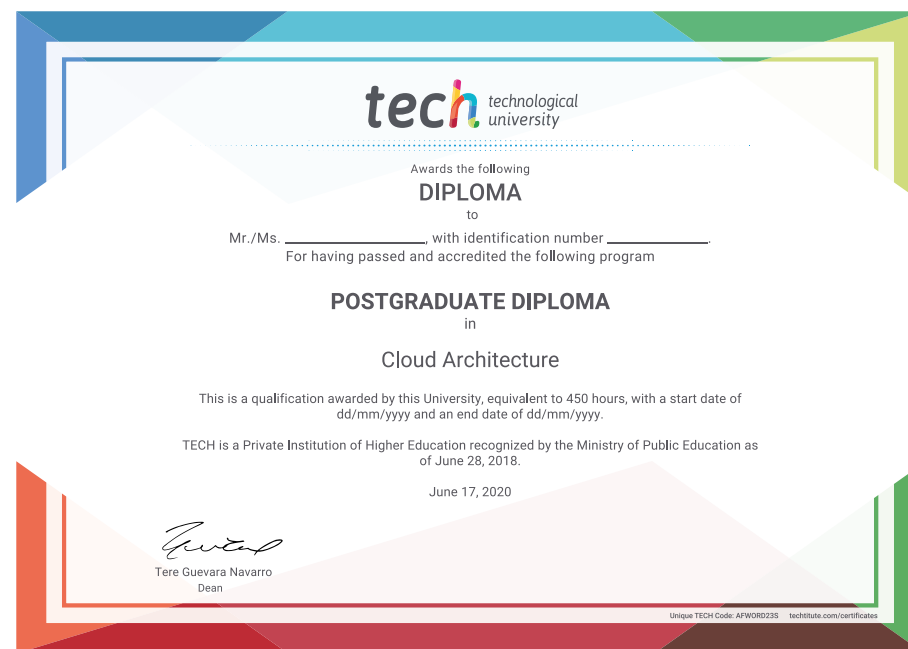 tech technological
university
Awards the following
DIPLOMA
to
Mr./Ms. ____________________, with identification number ______________.
For having passed and accredited the following program
POSTGRADUATE DIPLOMA
in
Cloud Architecture
This is a qualification awarded by this University, equivalent to 450 hours, with a start date of
dd/mm/yyyy and an end date of dd/mm/yyyy.
TECH is a Private Institution of Higher Education recognized by the Ministry of Public Education as
of June 28, 2018.
June 17, 2020
Tere Guevara Navarro
Dean
Unique TECH Code: AFWORD23S techtitute.com/certificates